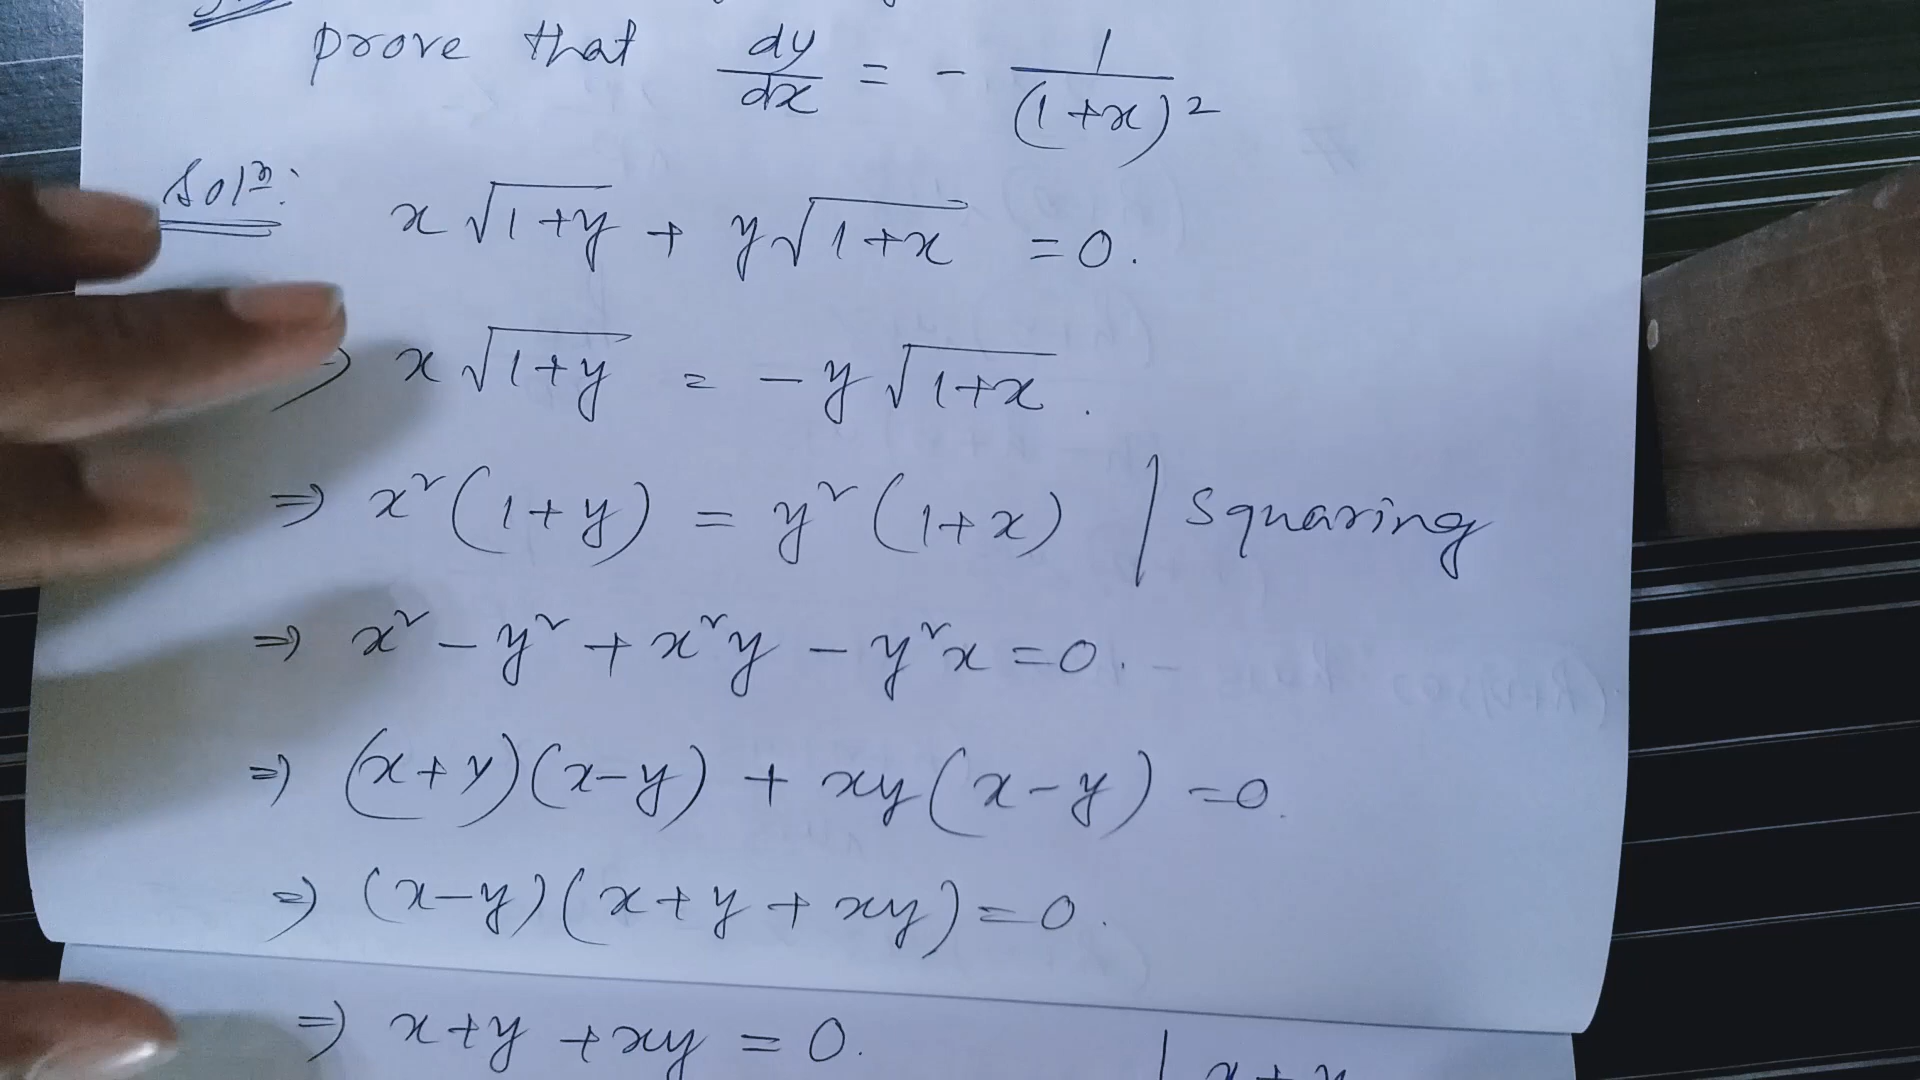 prove that dy/dx = - 1/(1+x)²
Solⁿ: x√(1+y) + y√(1+x) = 0.
⇒ x√(1+y) = -y√(1+x).
⇒ x²(1+y) = y²(1+x) | Squaring
⇒ x² - y² + x²y - y²x = 0.
⇒ (x+y)(x-y) + xy(x-y) = 0.
⇒ (x-y)(x+y+xy) = 0.
⇒ x+y+xy = 0.